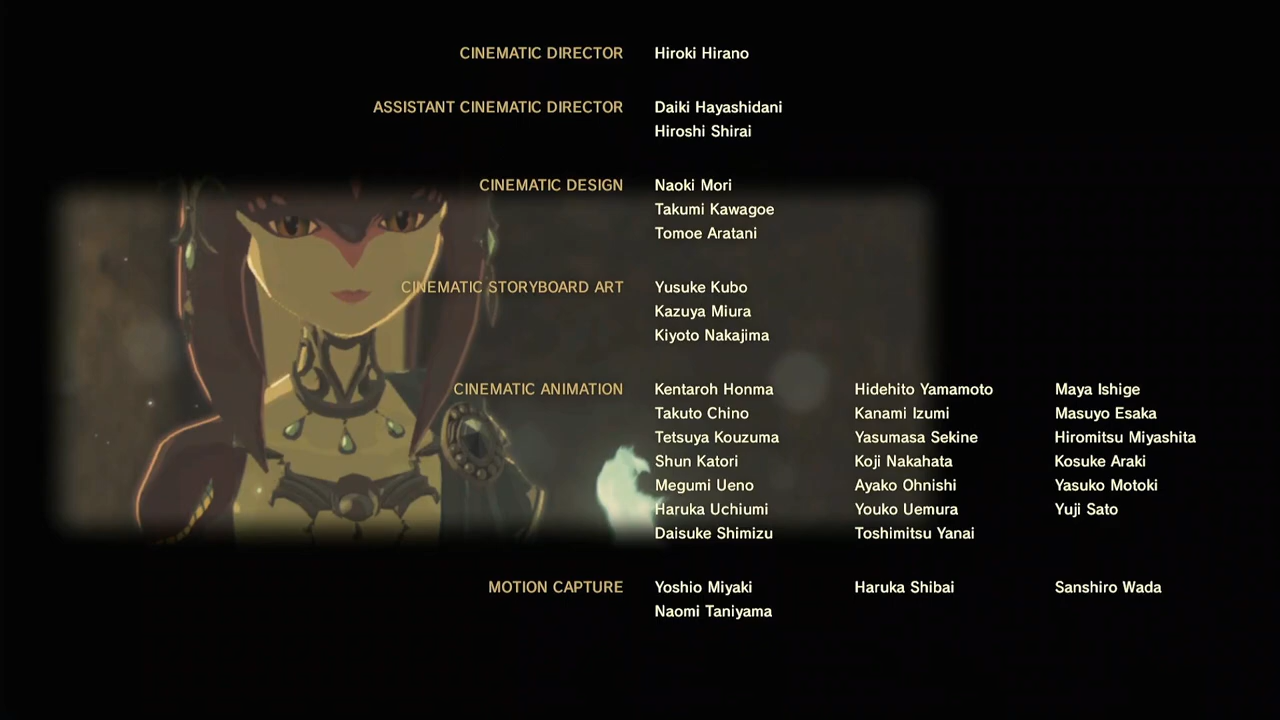 CINEMATIC DIRECTOR Hiroki Hirano
ASSISTANT CINEMATIC DIRECTOR Daiki Hayashidani
Hiroshi Shirai
CINEMATIC DESIGN Naoki Mori
Takumi Kawagoe
Tomoe Aratani
CINEMATIC STORYBOARD ART Yusuke Kubo
Kazuya Miura
Kiyoto Nakajima
CINEMATIC ANIMATION Kentaroh Honma Hidehito Yamamoto Maya Ishige
Takuto Chino Kanami Izumi Masuyo Esaka
Tetsuya Kouzuma Yasumasa Sekine Hiromitsu Miyashita
Shun Katori Koji Nakahata Kosuke Araki
Megumi Ueno Ayako Ohnishi Yasuko Motoki
Haruka Uchiumi Youko Uemura Yuji Sato
Daisuke Shimizu Toshimitsu Yanai
MOTION CAPTURE Yoshio Miyaki Haruka Shibai Sanshiro Wada
Naomi Taniyama